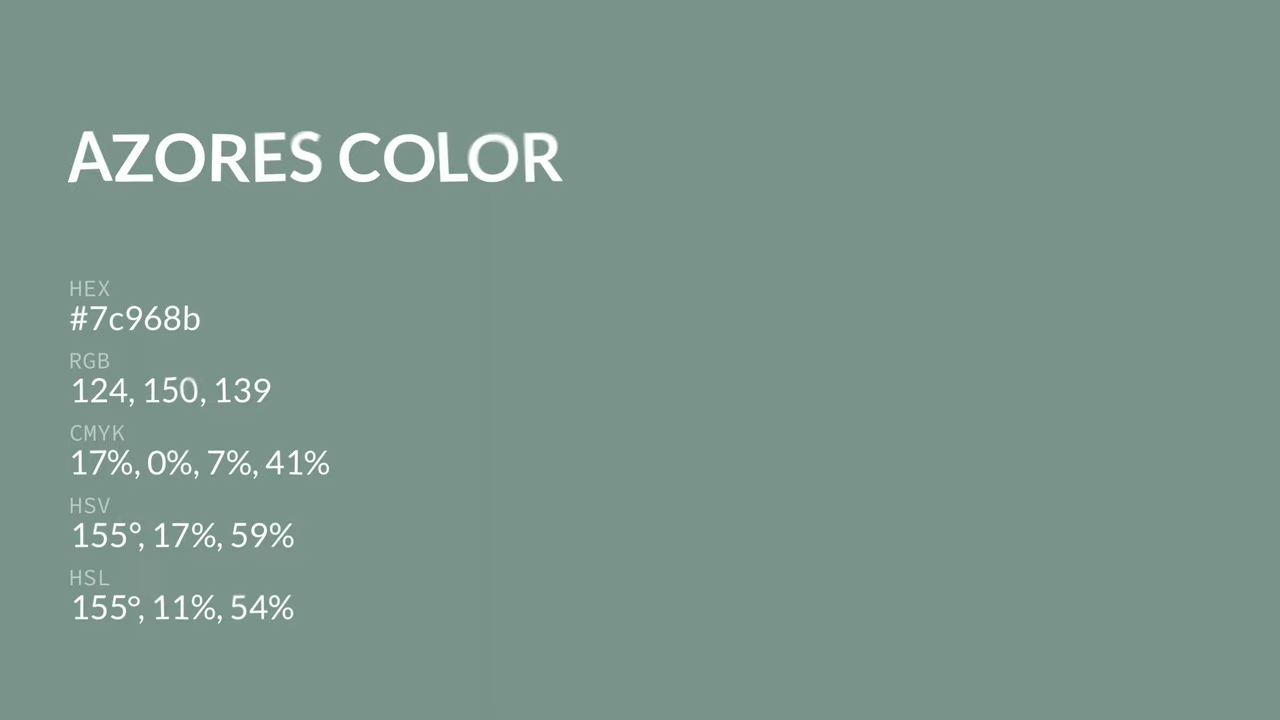 AZORES COLOR
HEX
#7c968b
RGB
124, 150, 139
CMYK
17%, 0%, 7%, 41%
HSV
155°, 17%, 59%
HSL
155°, 11%, 54%